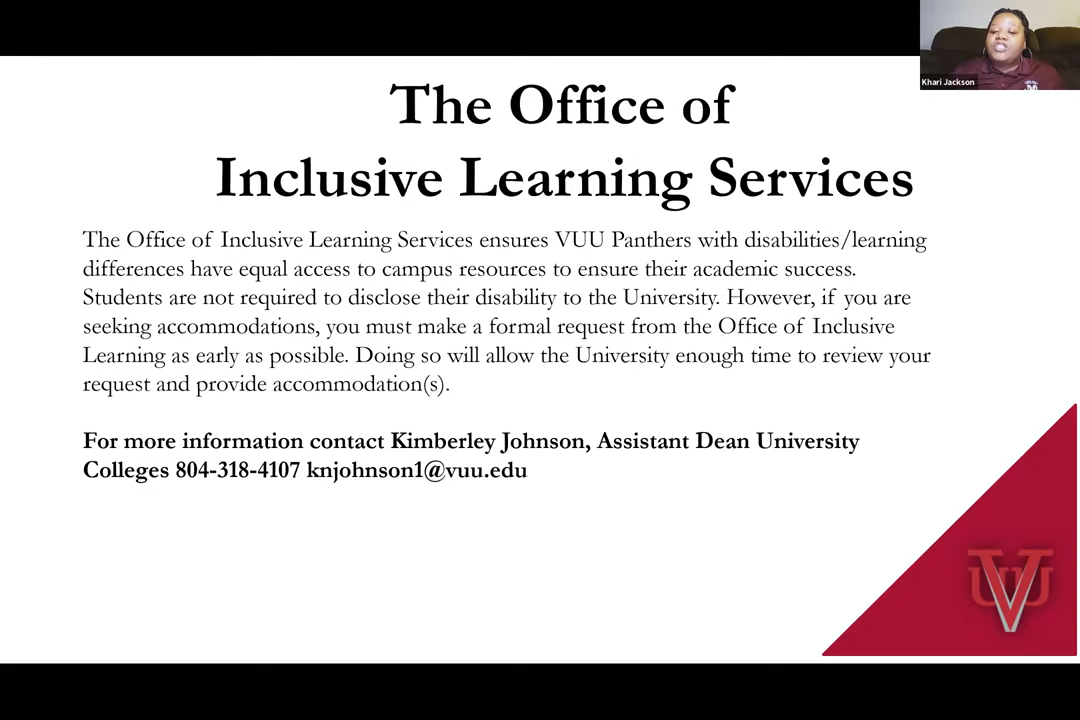 Khari Jackson
The Office of
Inclusive Learning Services
The Office of Inclusive Learning Services ensures VUU Panthers with disabilities/learning
differences have equal access to campus resources to ensure their academic success.
Students are not required to disclose their disability to the University. However, if you are
seeking accommodations, you must make a formal request from the Office of Inclusive
Learning as early as possible. Doing so will allow the University enough time to review your
request and provide accommodation(s).
For more information contact Kimberley Johnson, Assistant Dean University
Colleges 804-318-4107 knjohnson1@vuu.edu
VUU